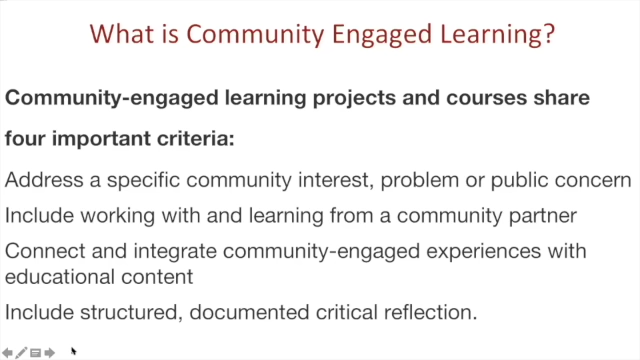 What is Community Engaged Learning?
Community-engaged learning projects and courses share
four important criteria:
Address a specific community interest, problem or public concern
Include working with and learning from a community partner
Connect and integrate community-engaged experiences with
educational content
Include structured, documented critical reflection.